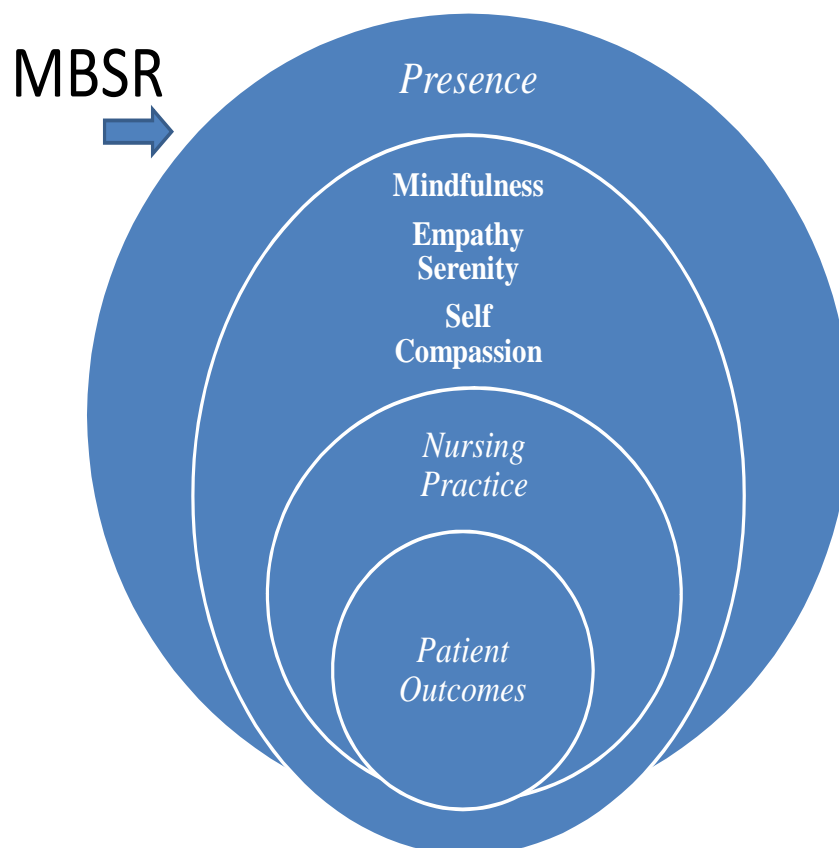 MBSR
Presence
Mindfulness
Empathy
Serenity
Self
Compassion
Nursing
Practice
Patient
Outcomes